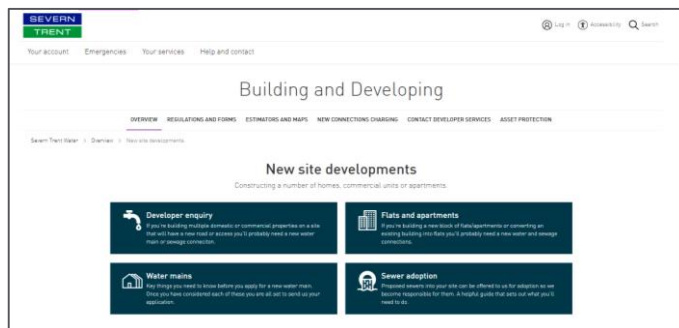 SEVERN
TRENT
Log in Accessibility Search
Your account Emergencies Your services Help and contact
Building and Developing
OVERVIEW REGULATIONS AND FORMS ESTIMATORS AND MAPS NEW CONNECTIONS CHARGING CONTACT DEVELOPER SERVICES ASSET PROTECTION
Severn Trent Water > Overview > New site developments
New site developments
Constructing a number of homes, commercial units or apartments.
Developer enquiry
If you're building multiple domestic or commercial properties on a site
that will have a new road or access you'll probably need a new water
main or sewage connection.
Flats and apartments
If you're building a new block of flats/apartments or converting an
existing building into flats you'll probably need a new water and sewage
connections.
Water mains
Key things you need to know before you apply for a new water main.
Once you have considered each of these you are all set to send us your
application.
Sewer adoption
Proposed sewers into your site can be offered to us for adoption so we
become responsible for them. A helpful guide that sets out what you'll
need to do.